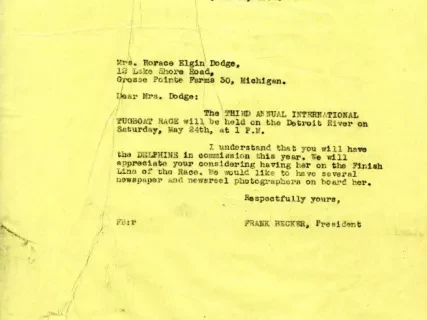 Mrs. Horace Elgin Dodge,
12 Lake Shore Road,
Grosse Pointe Farms 30, Michigan.
Dear Mrs. Dodge:
The THIRD ANNUAL INTERNATIONAL
TUGBOAT RACE will be held on the Detroit River on
Saturday, May 24th, at 1 P.M.
I understand that you will have
the DELPHINE in commission this year. We will
appreciate your considering having her on the Finish
Line of the Race. We would like to have several
newspaper and newsreel photographers on board her.
Respectfully yours,
FB:r FRANK BECKER, President